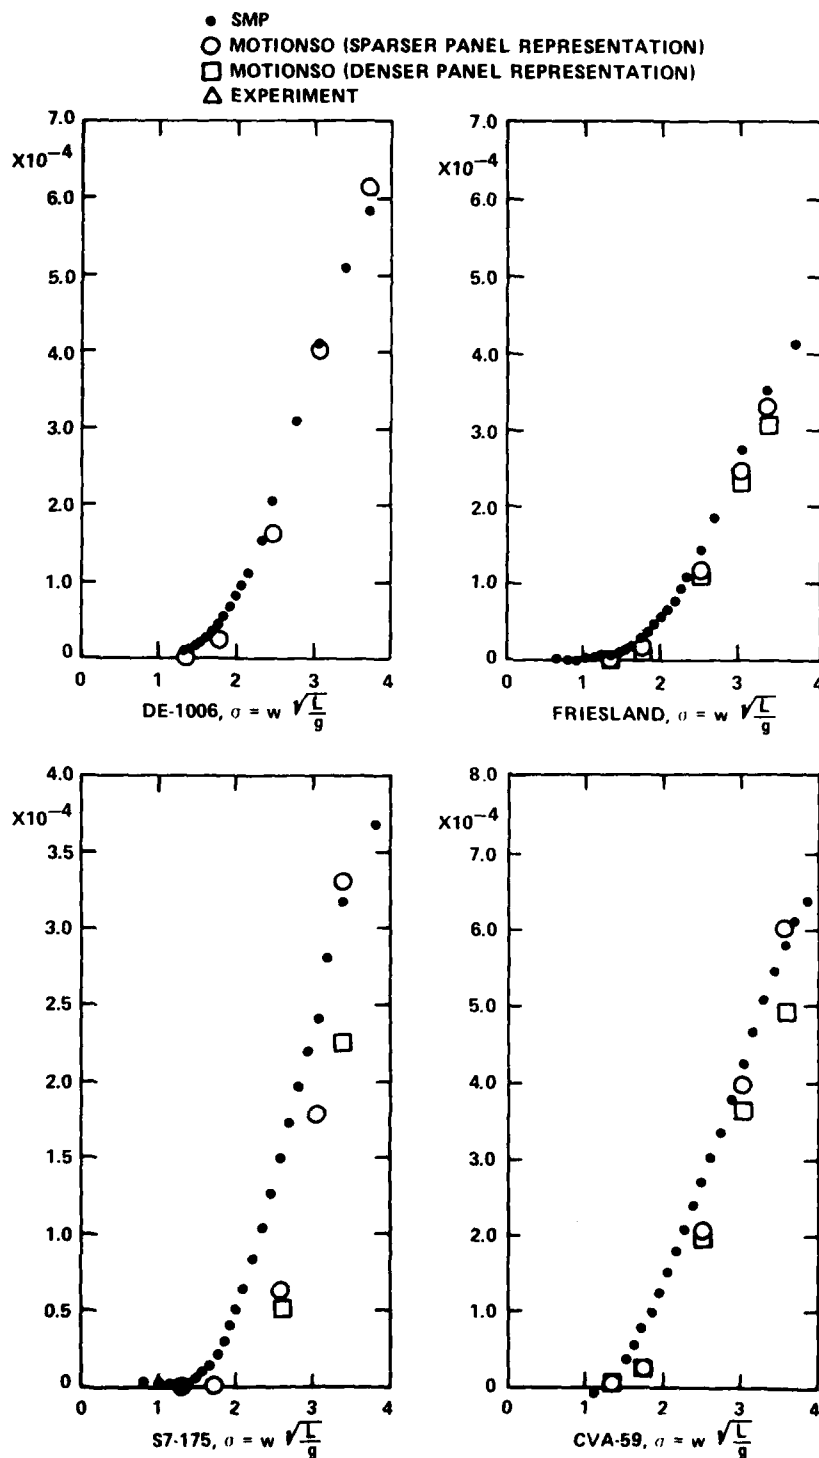 ● SMP
○ MOTIONSO (SPARSER PANEL REPRESENTATION)
□ MOTIONSO (DENSER PANEL REPRESENTATION)
△ EXPERIMENT
7.0
X10⁻⁴
6.0
5.0
4.0
3.0
2.0
1.0
0
0 1 2 3 4
DE-1006, σ = w √L/g
7.0
X10⁻⁴
6.0
5.0
4.0
3.0
2.0
1.0
0
0 1 2 3 4
FRIESLAND, σ = w √L/g
4.0
X10⁻⁴
3.5
3.0
2.5
2.0
1.5
1.0
0.5
0
0 1 2 3 4
S7-175, σ = w √L/g
8.0
X10⁻⁴
7.0
6.0
5.0
4.0
3.0
2.0
1.0
0
0 1 2 3 4
CVA-59, σ = w √L/g